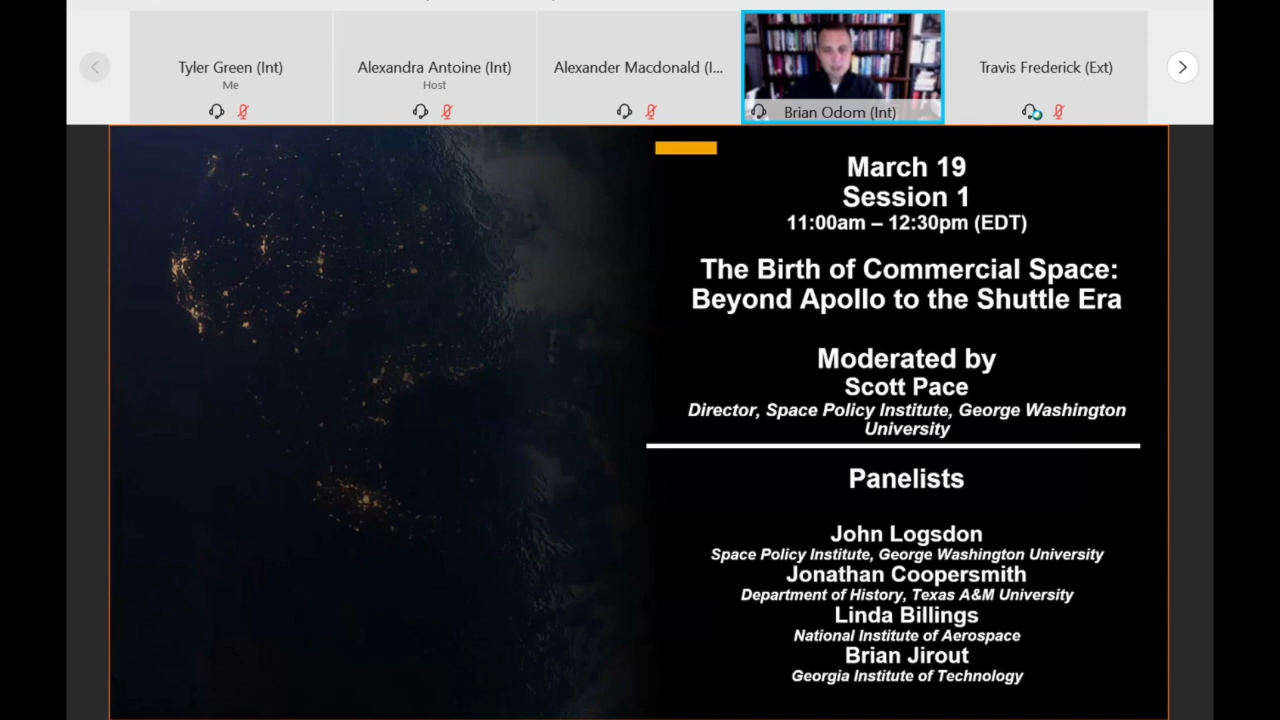 Tyler Green (Int)
Me
Alexandra Antoine (Int)
Host
Alexander Macdonald (I...
Brian Odom (Int)
Travis Frederick (Ext)
March 19
Session 1
11:00am – 12:30pm (EDT)
The Birth of Commercial Space:
Beyond Apollo to the Shuttle Era
Moderated by
Scott Pace
Director, Space Policy Institute, George Washington
University
Panelists
John Logsdon
Space Policy Institute, George Washington University
Jonathan Coopersmith
Department of History, Texas A&M University
Linda Billings
National Institute of Aerospace
Brian Jirout
Georgia Institute of Technology